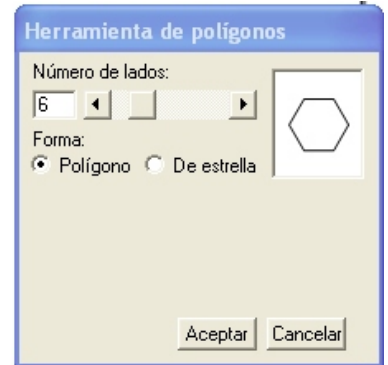 Herramienta de polígonos
Número de lados:
6
Forma:
Polígono De estrella
Aceptar Cancelar